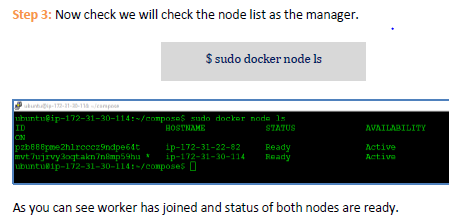 Step 3: Now check we will check the node list as the manager.
$ sudo docker node ls
ubuntu@ip-172-31-30-114: ~/compose
ubuntu@ip-172-31-30-114:~/compose$ sudo docker node ls
ID HOSTNAME STATUS AVAILABILITY
ON
pzb888pme2hlrcccz9ndpe64t ip-172-31-22-82 Ready Active
mvt7ujrvy3oqtakn7n8mp59hu * ip-172-31-30-114 Ready Active
ubuntu@ip-172-31-30-114:~/compose$
As you can see worker has joined and status of both nodes are ready.